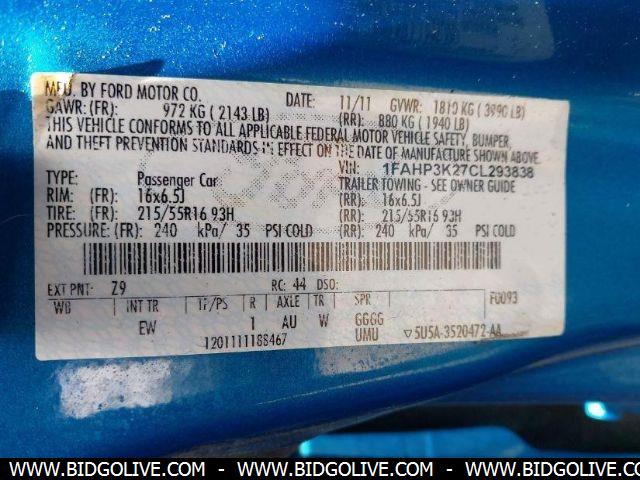 MFD. BY FORD MOTOR CO. DATE: 11/11 GVWR: 1810 KG ( 3990 LB)
GAWR: (FR): 972 KG ( 2143 LB) (RR): 880 KG ( 1940 LB)
THIS VEHICLE CONFORMS TO ALL APPLICABLE FEDERAL MOTOR VEHICLE SAFETY, BUMPER,
AND THEFT PREVENTION STANDARDS IN EFFECT ON THE DATE OF MANUFACTURE SHOWN ABOVE.
VIN: 1FAHP3K27CL293838
TYPE: Passenger Car TRAILER TOWING - SEE OWNER GUIDE
RIM: (FR): 16x6.5J (RR): 16x6.5J
TIRE: (FR): 215/55R16 93H (RR): 215/55R16 93H
PRESSURE: (FR): 240 kPa/ 35 PSI COLD (RR): 240 kPa/ 35 PSI COLD
EXT PNT: Z9 RC: 44 DSO:
WB INT TR TP/PS R AXLE TR SPR F0093
EW 1 AU W GGGG
UMU
1201111188467 5U5A-3520472-AA
WWW.BIDGOLIVE.COM - WWW.BIDGOLIVE.COM - WWW.BIDGOLIVE.COM